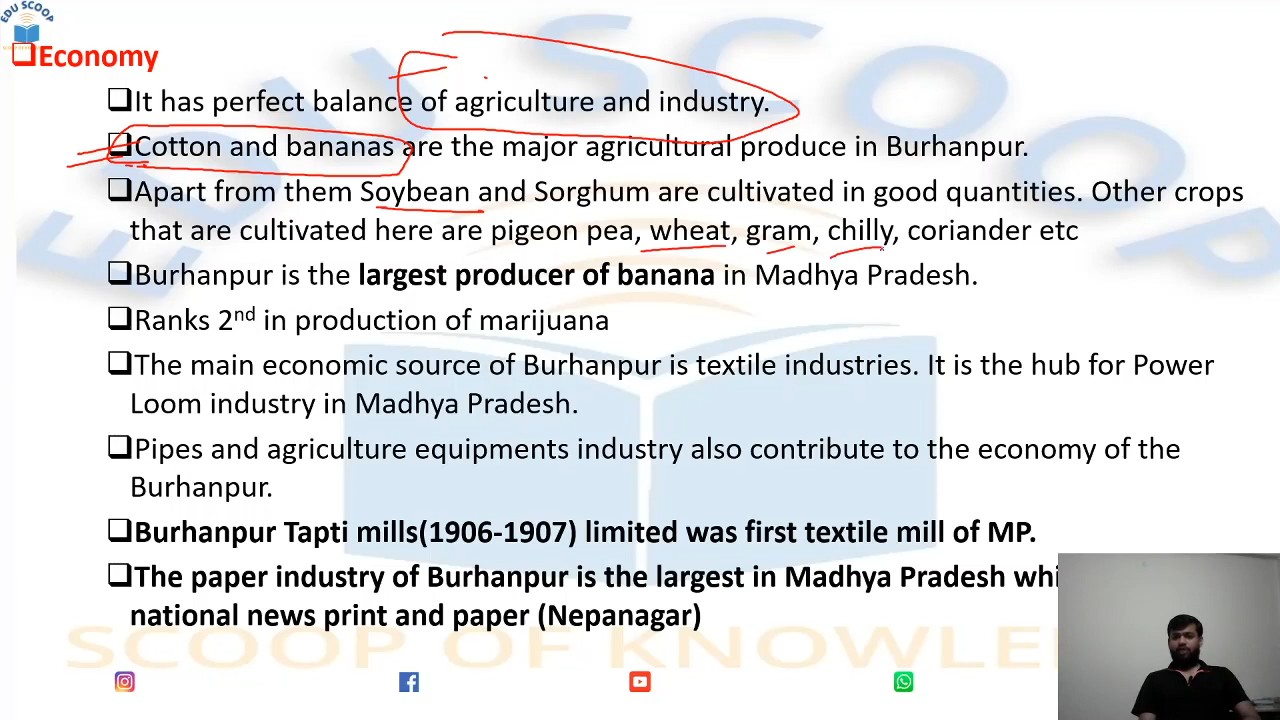 EDU SCOOP
Economy
It has perfect balance of agriculture and industry.
Cotton and bananas are the major agricultural produce in Burhanpur.
Apart from them Soybean and Sorghum are cultivated in good quantities. Other crops
that are cultivated here are pigeon pea, wheat, gram, chilly, coriander etc
Burhanpur is the largest producer of banana in Madhya Pradesh.
Ranks 2nd in production of marijuana
The main economic source of Burhanpur is textile industries. It is the hub for Power
Loom industry in Madhya Pradesh.
Pipes and agriculture equipments industry also contribute to the economy of the
Burhanpur.
Burhanpur Tapti mills(1906-1907) limited was first textile mill of MP.
The paper industry of Burhanpur is the largest in Madhya Pradesh whi
national news print and paper (Nepanagar)
EDU SCOOP
SCOOP OF KNOWLE